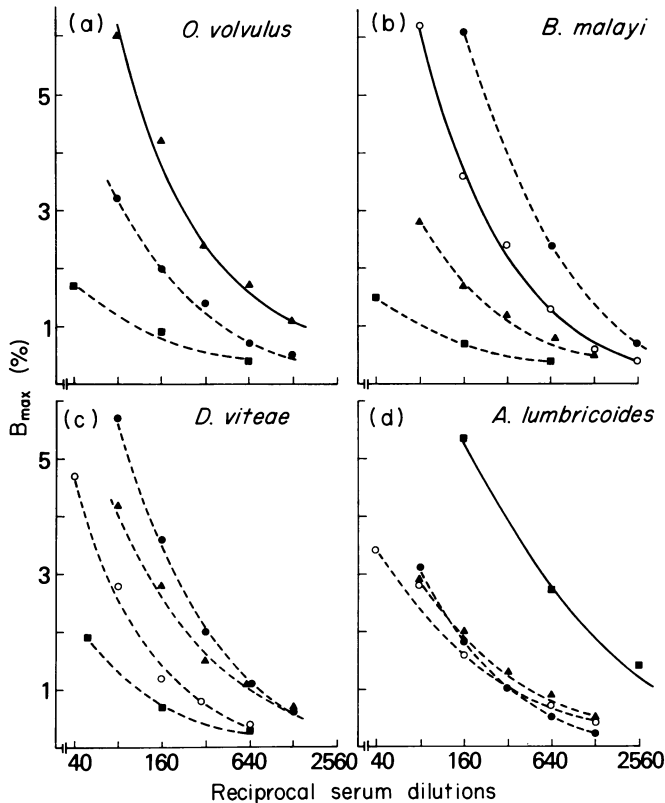 (a) O. volvulus
(b) B. malayi
5
3
1
Bmax (%)
(c) D. viteae
(d) A. lumbricoides
5
3
1
40 160 640 2560
40 160 640 2560
Reciprocal serum dilutions